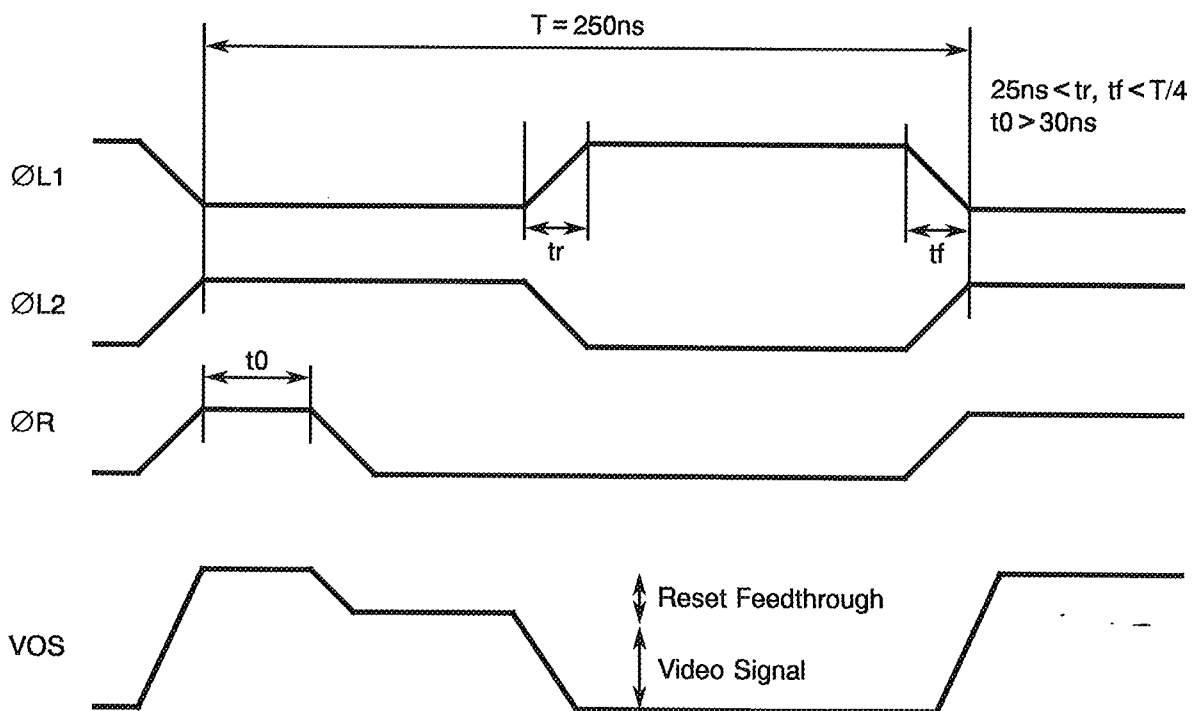 T = 250ns
25ns < tr, tf < T/4
t0 > 30ns
ØL1
tr
tf
ØL2
t0
ØR
Reset Feedthrough
VOS
Video Signal